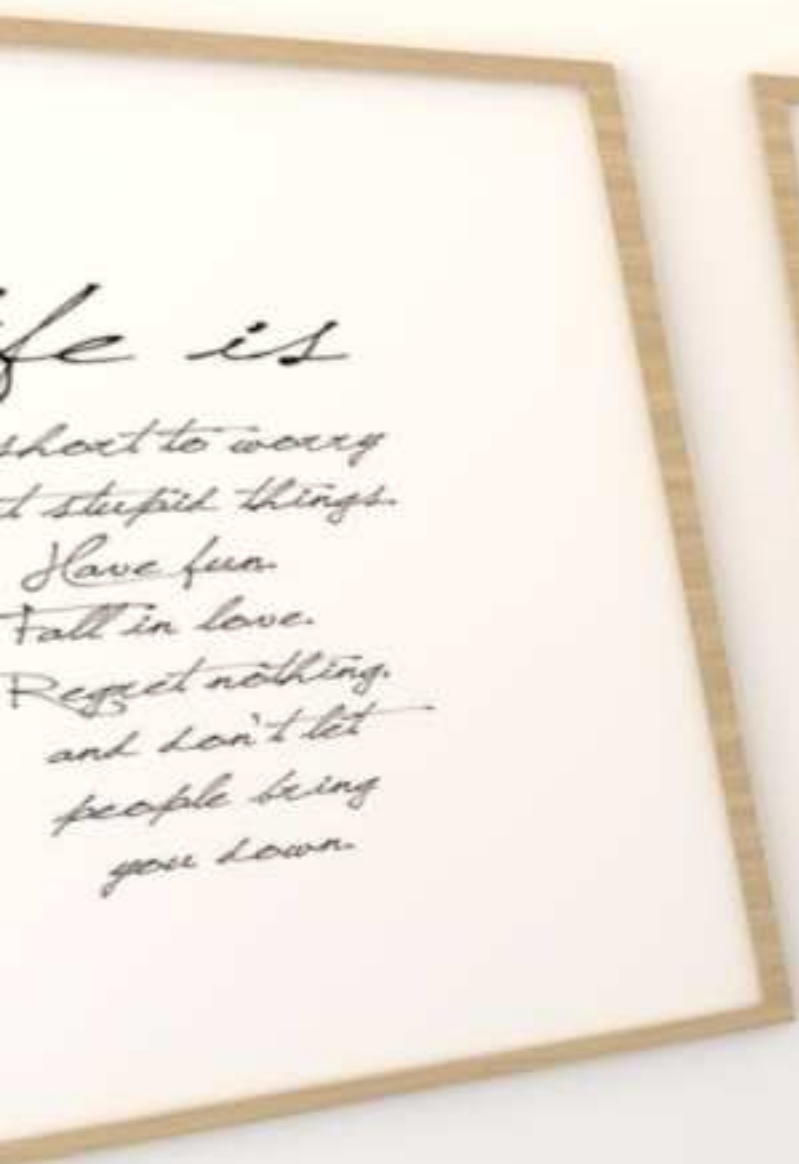 ife is
short to worry
t stupid things.
Have fun.
Fall in love.
Regret nothing.
and don't let
people bring
you down.